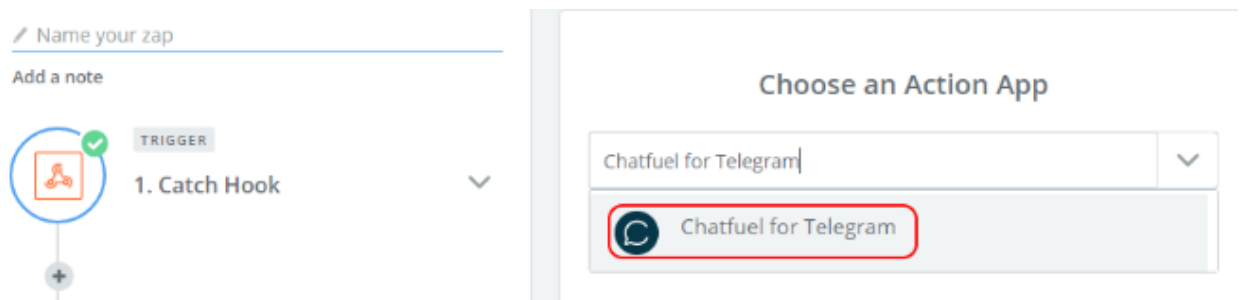 Name your zap
Add a note
TRIGGER
1. Catch Hook
Choose an Action App
Chatfuel for Telegram
Chatfuel for Telegram